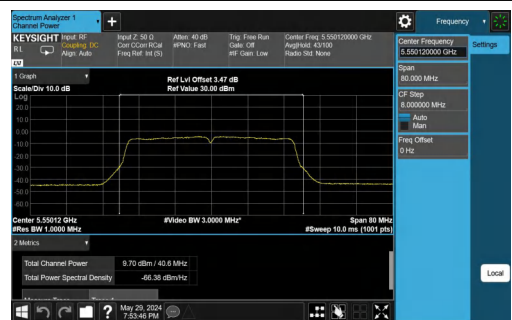 Spectrum Analyzer 1
Channel Power
Frequency
KEYSIGHT
Input: RF
Input Z: 50 Ω
Atten: 40 dB
Trig: Free Run
Center Freq: 5.550120000 GHz
R L
Coupling: DC
Corr CCorr RCal
#PNO: Fast
Gate: Off
Avg|Hold: 43/100
Align: Auto
Freq Ref: Int (S)
#IF Gain: Low
Radio Std: None
LXI
Center Frequency
5.550120000 GHz
Settings
Span
80.000 MHz
CF Step
8.000000 MHz
Auto
Man
Freq Offset
0 Hz
Local
1 Graph
Ref Lvl Offset 3.47 dB
Scale/Div 10.0 dB
Ref Value 30.00 dBm
Log
20.0
10.0
0.00
-10.0
-20.0
-30.0
-40.0
-50.0
-60.0
Center 5.55012 GHz
#Video BW 3.0000 MHz*
Span 80 MHz
#Res BW 1.0000 MHz
#Sweep 10.0 ms (1001 pts)
2 Metrics
Total Channel Power
9.70 dBm / 40.6 MHz
Total Power Spectral Density
-66.38 dBm/Hz
May 29, 2024
7:53:46 PM